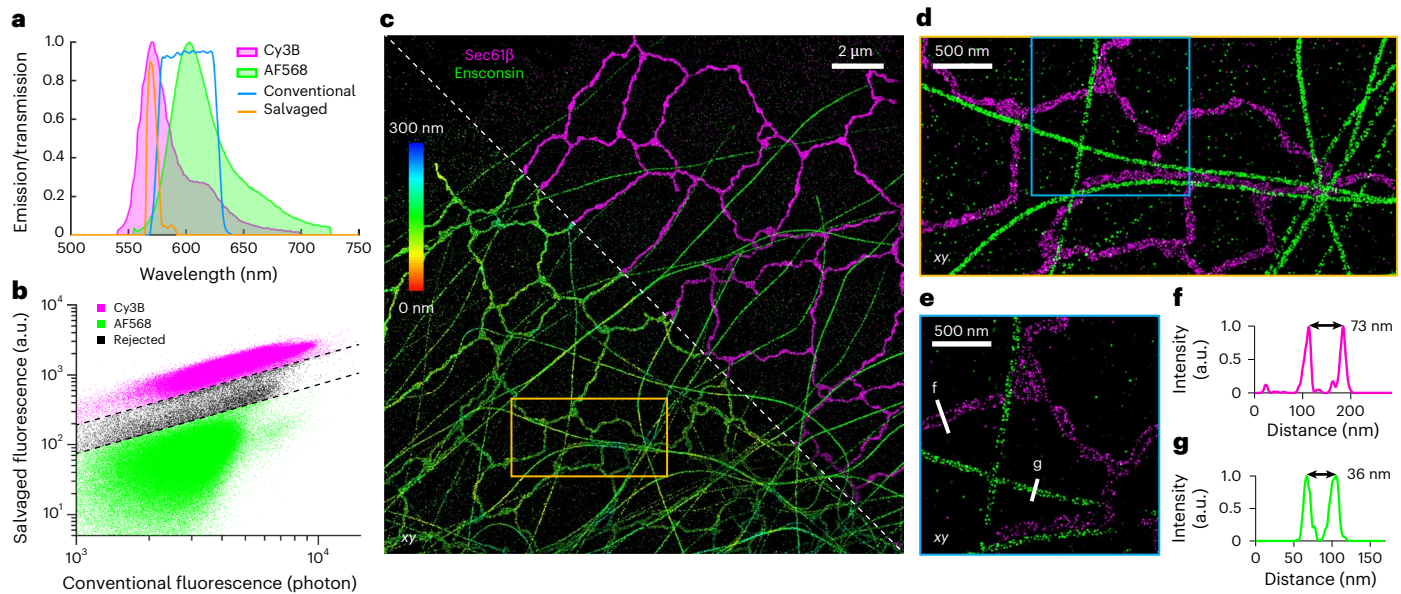 a
1.0
0.8
0.6
0.4
0.2
0
500
550
600
650
700
750
Emission/transmission
Wavelength (nm)
Cy3B
AF568
Conventional
Salvaged
b
10⁴
10³
10²
10¹
10³
10⁴
Salvaged fluorescence (a.u.)
Conventional fluorescence (photon)
Cy3B
AF568
Rejected
c
Sec61β
Ensconsin
2 µm
300 nm
0 nm
xy
d
500 nm
xy
e
500 nm
f
g
xy
f
Intensity
(a.u.)
1.0
0.5
0
73 nm
0
100
200
Distance (nm)
g
Intensity
(a.u.)
1.0
0.5
0
36 nm
0
50
100
150
Distance (nm)